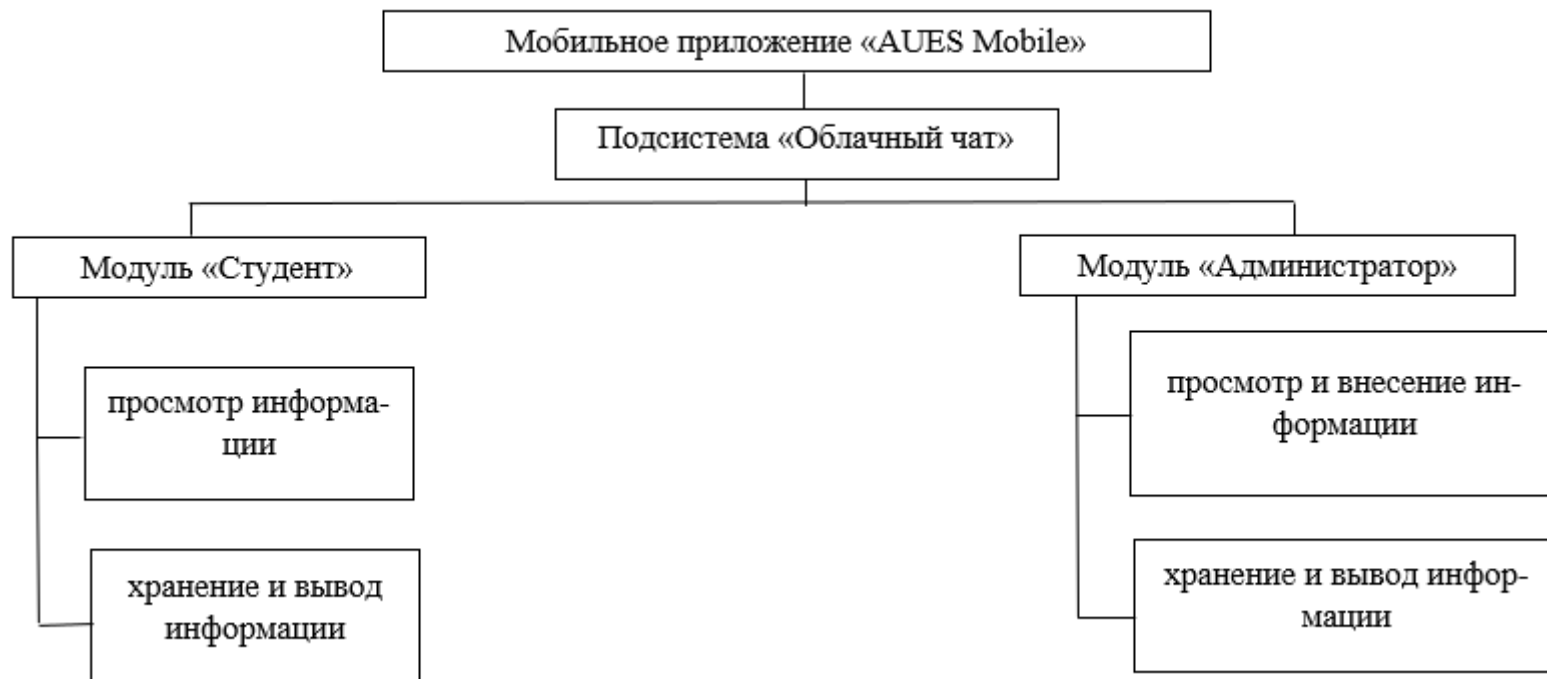 Мобильное приложение «AUES Mobile»
Подсистема «Облачный чат»
Модуль «Студент»
Модуль «Администратор»
просмотр информа-
ции
просмотр и внесение ин-
формации
хранение и вывод
информации
хранение и вывод инфор-
мации